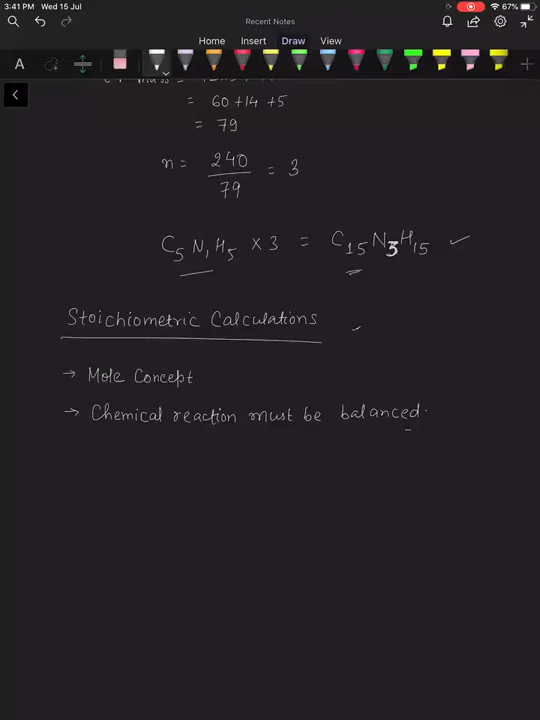 3:41 PM Wed 15 Jul
67%
Recent Notes
Home Insert Draw View
A
= 60 + 14 + 5
= 79
n = 240 / 79 = 3
C5 N1 H5 × 3 = C15 N3 H15
Stoichiometric Calculations
→ Mole Concept
→ Chemical reaction must be balanced.